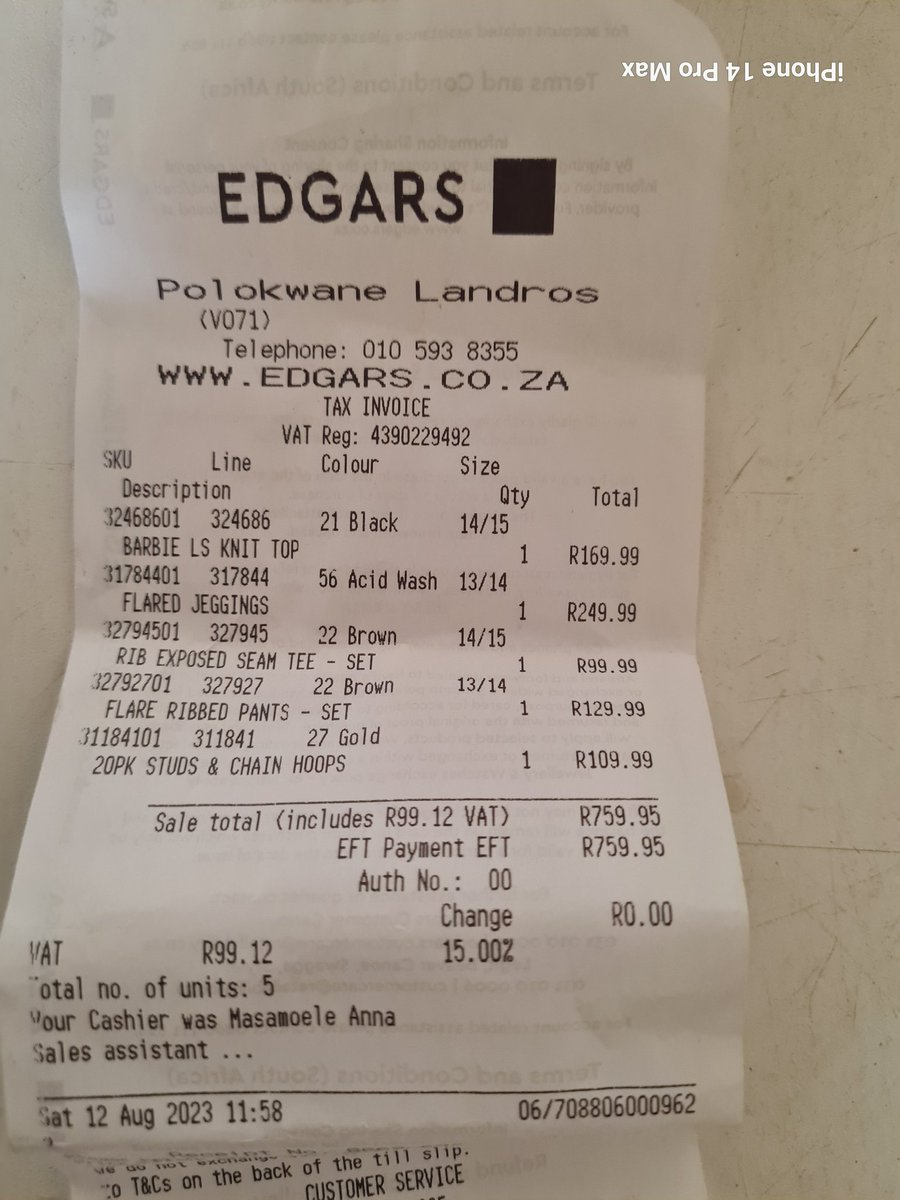 iPhone 14 Pro Max
EDGARS
Polokwane Landros
(V071)
Telephone: 010 593 8355
WWW.EDGARS.CO.ZA
TAX INVOICE
VAT Reg: 4390229492
SKU Line Colour Size
Description Qty Total
32468601 324686 21 Black 14/15
BARBIE LS KNIT TOP 1 R169.99
31784401 317844 56 Acid Wash 13/14
FLARED JEGGINGS 1 R249.99
32794501 327945 22 Brown 14/15
RIB EXPOSED SEAM TEE - SET 1 R99.99
32792701 327927 22 Brown 13/14
FLARE RIBBED PANTS - SET 1 R129.99
31184101 311841 27 Gold
20PK STUDS & CHAIN HOOPS 1 R109.99
Sale total (includes R99.12 VAT) R759.95
EFT Payment EFT R759.95
Auth No.: 00
Change R0.00
VAT R99.12 15.00%
Total no. of units: 5
Your Cashier was Masamoele Anna
Sales assistant ...
Sat 12 Aug 2023 11:58 06/708806000962
we do not exchange
to T&Cs on the back of the till slip.
CUSTOMER SERVICE